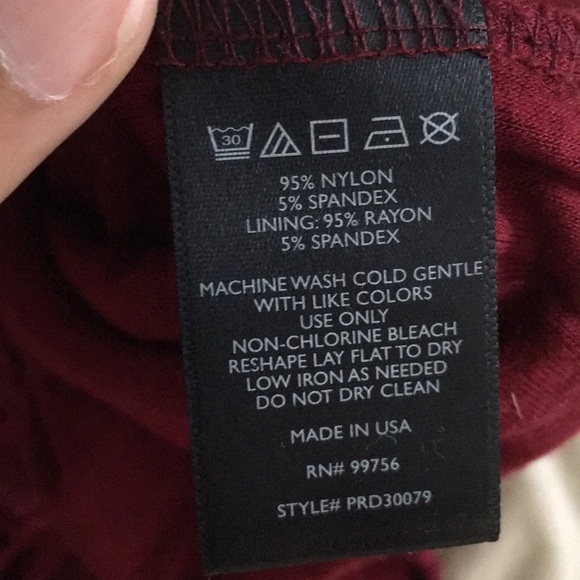 30
95% NYLON
5% SPANDEX
LINING: 95% RAYON
5% SPANDEX
MACHINE WASH COLD GENTLE
WITH LIKE COLORS
USE ONLY
NON-CHLORINE BLEACH
RESHAPE LAY FLAT TO DRY
LOW IRON AS NEEDED
DO NOT DRY CLEAN
MADE IN USA
RN# 99756
STYLE# PRD30079